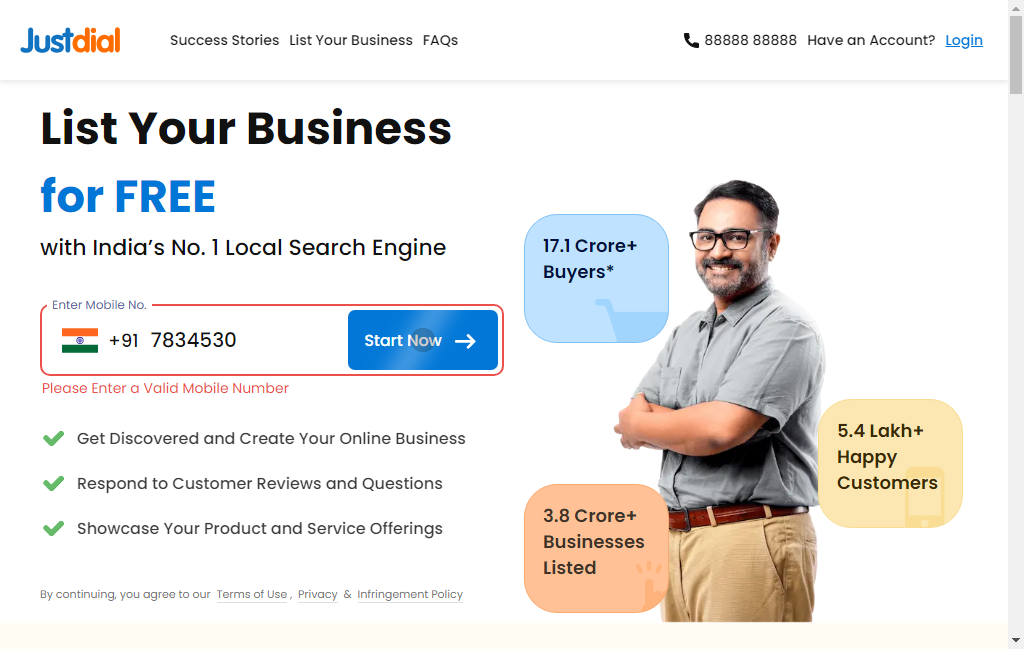 Justdial
Success Stories
List Your Business
FAQs
88888 88888
Have an Account?
Login
List Your Business
for FREE
with India’s No. 1 Local Search Engine
Enter Mobile No.
+91 7834530
Start Now
Please Enter a Valid Mobile Number
Get Discovered and Create Your Online Business
Respond to Customer Reviews and Questions
Showcase Your Product and Service Offerings
By continuing, you agree to our Terms of Use, Privacy & Infringement Policy
17.1 Crore+
Buyers*
5.4 Lakh+
Happy
Customers
3.8 Crore+
Businesses
Listed